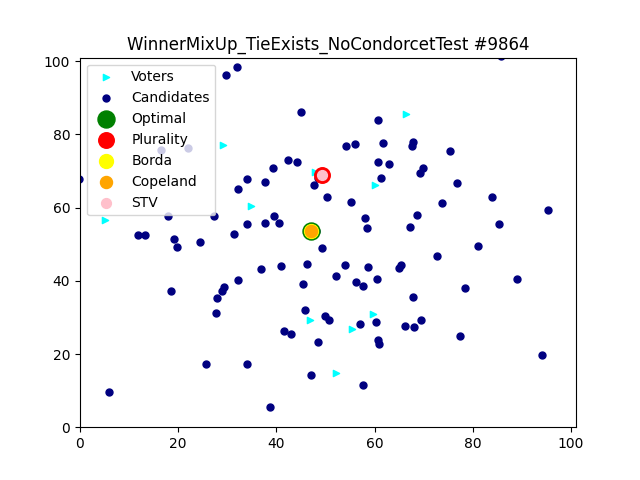 WinnerMixUp_TieExists_NoCondorcetTest #9864
100
80
60
40
20
0
0 20 40 60 80 100
Voters
Candidates
Optimal
Plurality
Borda
Copeland
STV